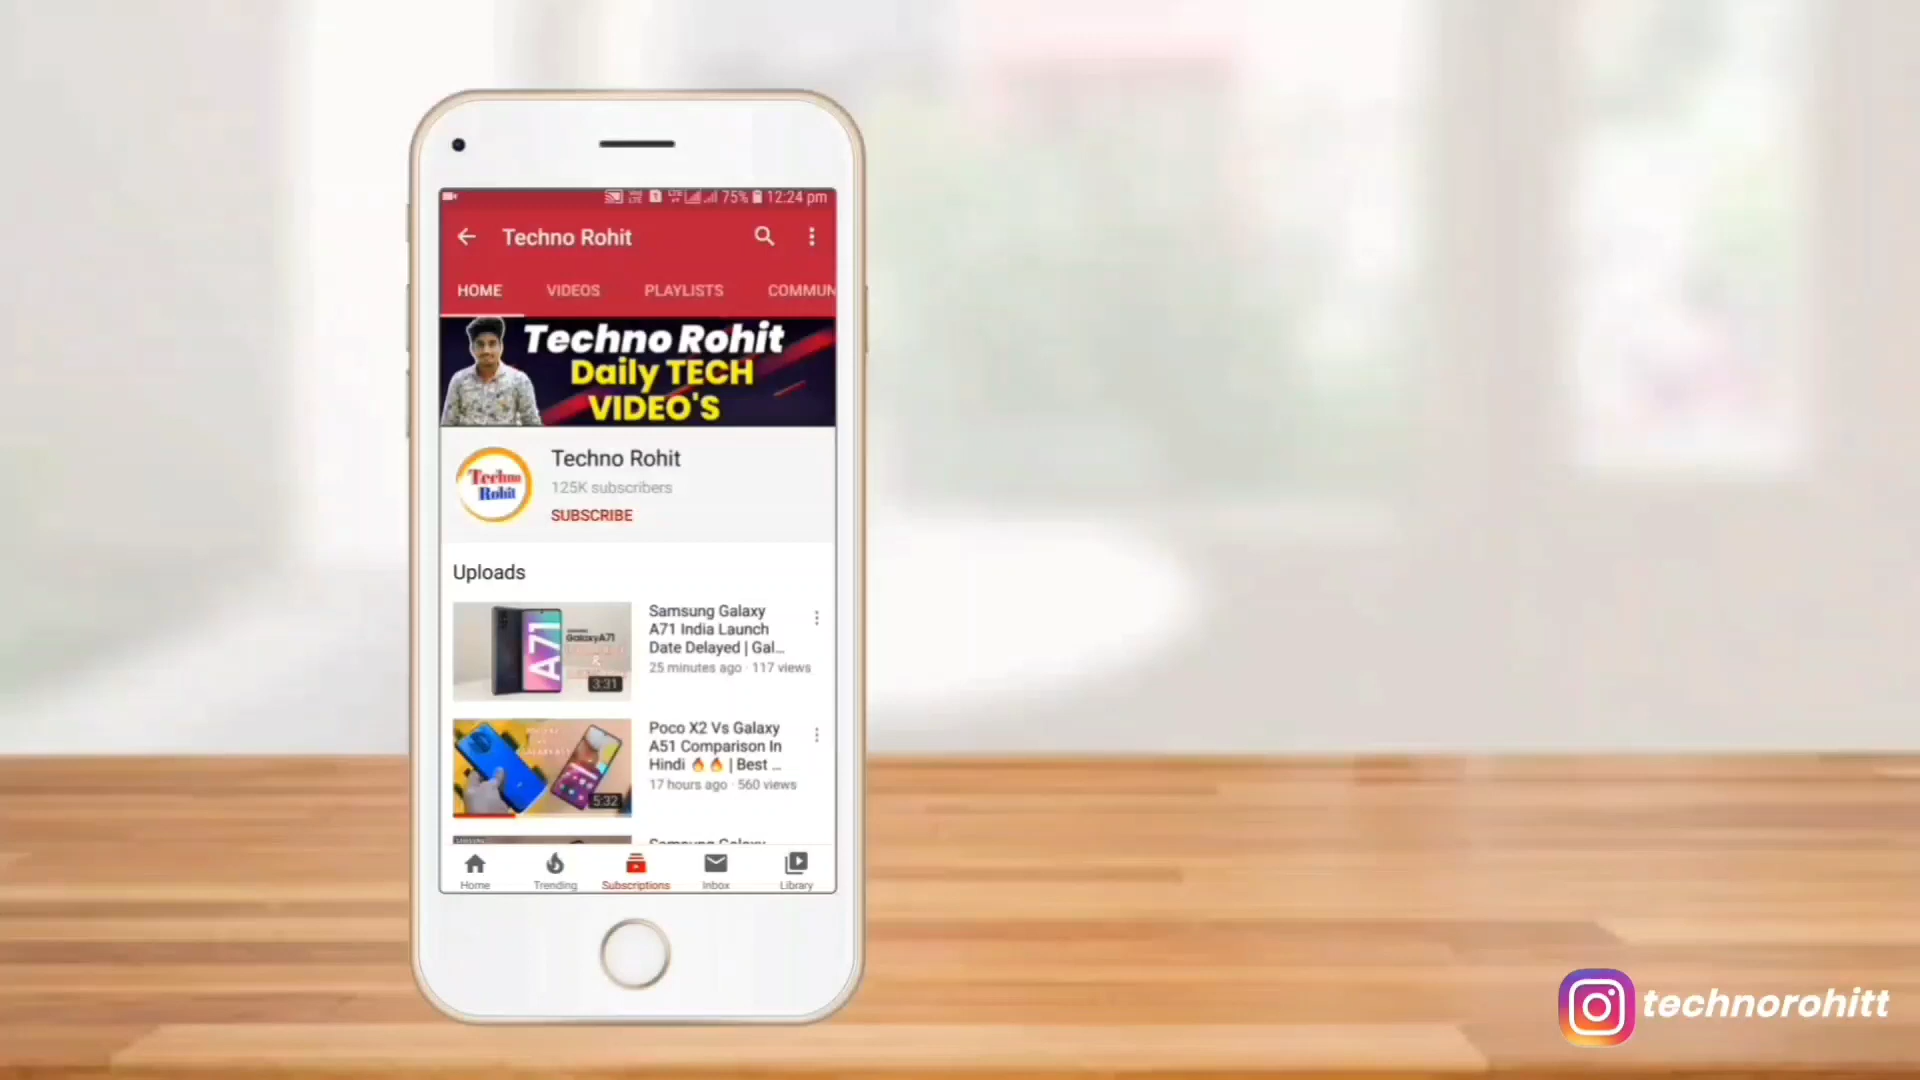 75% 12:24 pm
Techno Rohit
HOME VIDEOS PLAYLISTS COMMUN
Techno Rohit
Daily TECH
VIDEO'S
Techno
Rohit
Techno Rohit
125K subscribers
SUBSCRIBE
Uploads
A71
GalaxyA71
3:31
Samsung Galaxy
A71 India Launch
Date Delayed | Gal...
25 minutes ago · 117 views
5:32
Poco X2 Vs Galaxy
A51 Comparison In
Hindi 🔥🔥 | Best ...
17 hours ago · 560 views
Samsung Galaxy
Home Trending Subscriptions Inbox Library
technorohitt